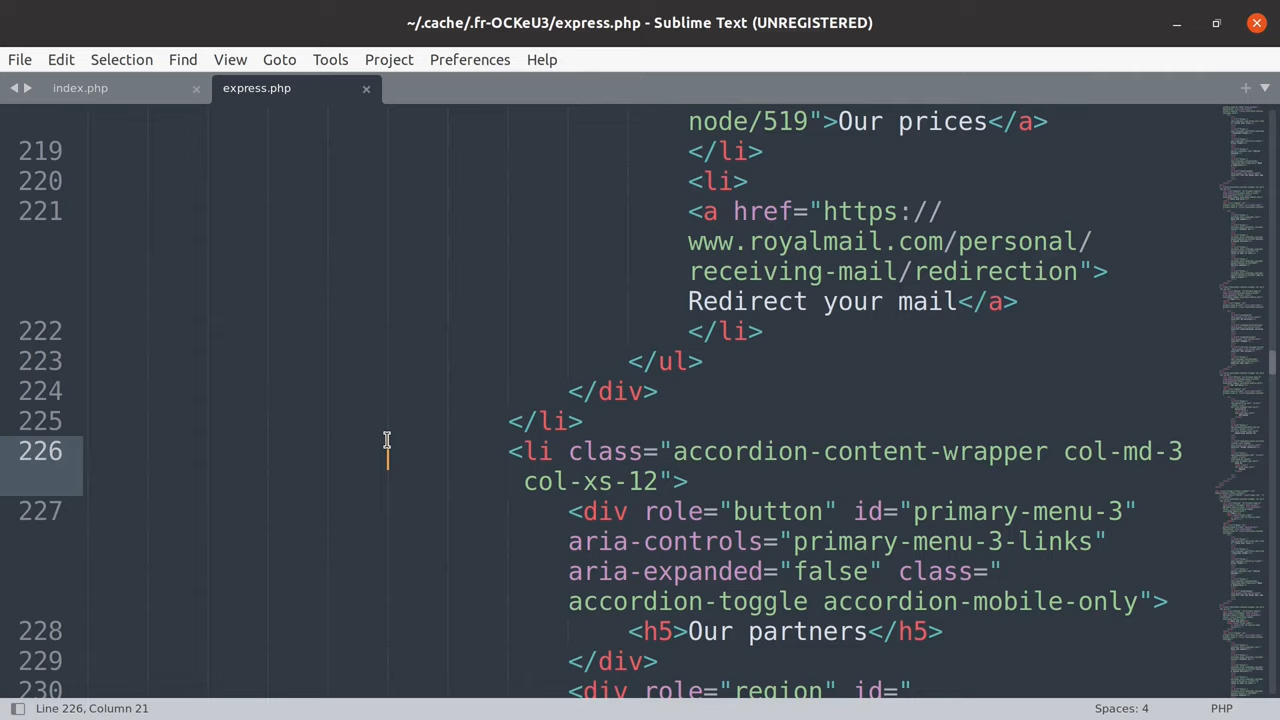 ~/.cache/.fr-OCKeU3/express.php - Sublime Text (UNREGISTERED)
File Edit Selection Find View Goto Tools Project Preferences Help
index.php express.php
node/519">Our prices</a>
219 </li>
220 <li>
221 <a href="https://
www.royalmail.com/personal/
receiving-mail/redirection">
Redirect your mail</a>
222 </li>
223 </ul>
224 </div>
225 </li>
226 <li class="accordion-content-wrapper col-md-3
col-xs-12">
227 <div role="button" id="primary-menu-3"
aria-controls="primary-menu-3-links"
aria-expanded="false" class="
accordion-toggle accordion-mobile-only">
228 <h5>Our partners</h5>
229 </div>
230 <div role="region" id="
Line 226, Column 21 Spaces: 4 PHP